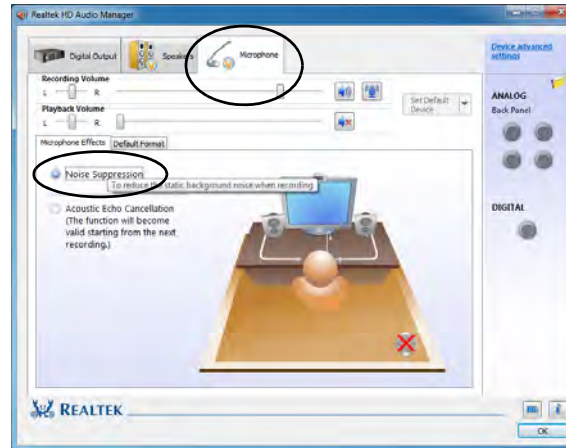 Realtek HD Audio Manager
Digital Output
Speakers
Microphone
Device advanced
settings
Recording Volume
L
R
Set Default
Device
ANALOG
Back Panel
Playback Volume
L
R
Microphone Effects
Default Format
Noise Suppression
To reduce the static background noise when recording
Acoustic Echo Cancellation
(The function will become
valid starting from the next
recording.)
DIGITAL
REALTEK
i
OK